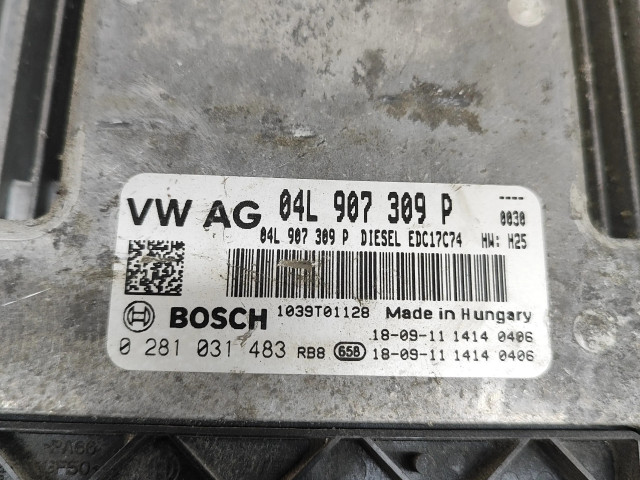 VW AG 04L 907 309 P ----
0030
04L 907 309 P DIESEL EDC17C74 HW: H25
BOSCH 1039T01128 Made in Hungary
18-09-11 1414 0406
0 281 031 483 RB8 658 18-09-11 1414 0406